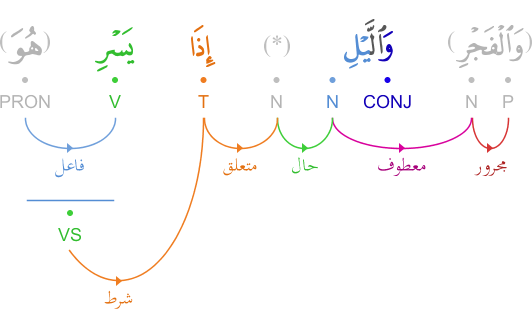 (وَٱلْفَجْرِ) وَٱلَّيْلِ (*) إِذَا يَسْرِ (هُوَ)
P N CONJ N N T V PRON
مجرور معطوف حال متعلق فاعل
VS
شرط